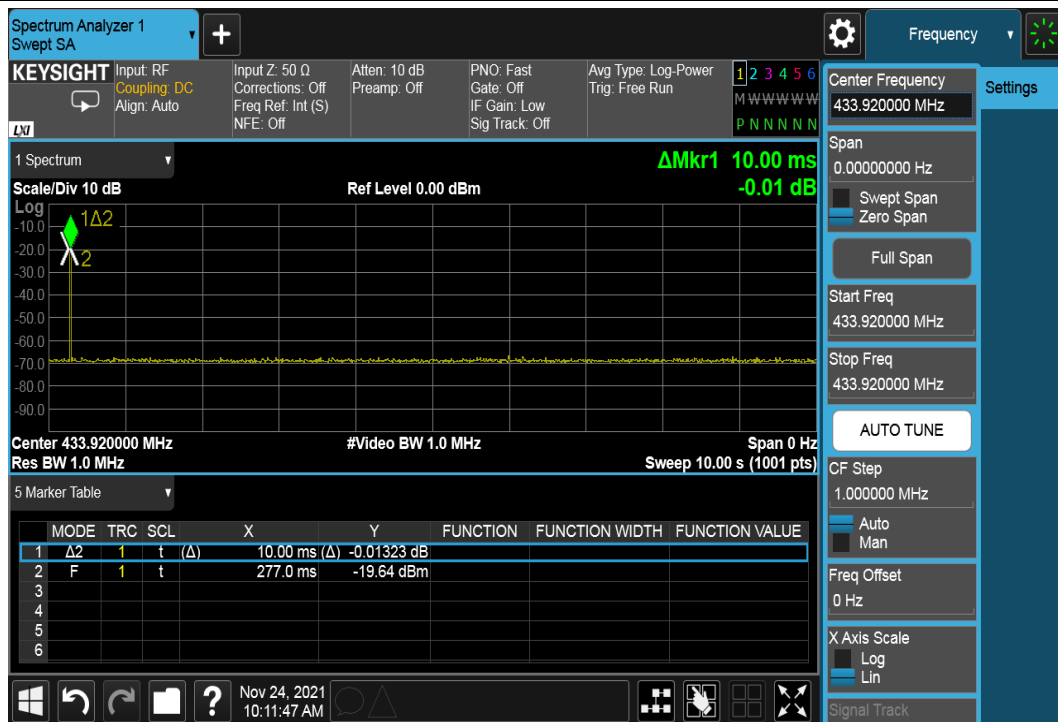 Spectrum Analyzer 1
Swept SA
+
Frequency
KEYSIGHT
LXI
Input: RF
Coupling: DC
Align: Auto
Input Z: 50 Ω
Corrections: Off
Freq Ref: Int (S)
NFE: Off
Atten: 10 dB
Preamp: Off
PNO: Fast
Gate: Off
IF Gain: Low
Sig Track: Off
Avg Type: Log-Power
Trig: Free Run
1 2 3 4 5 6
M W W W W W
P N N N N N
1 Spectrum
ΔMkr1 10.00 ms
-0.01 dB
Scale/Div 10 dB
Ref Level 0.00 dBm
Log
-10.0
-20.0
-30.0
-40.0
-50.0
-60.0
-70.0
-80.0
-90.0
1Δ2
2
Center 433.920000 MHz
#Video BW 1.0 MHz
Span 0 Hz
Res BW 1.0 MHz
Sweep 10.00 s (1001 pts)
5 Marker Table
MODE TRC SCL X Y FUNCTION FUNCTION WIDTH FUNCTION VALUE
1 Δ2 1 t (Δ) 10.00 ms (Δ) -0.01323 dB
2 F 1 t 277.0 ms -19.64 dBm
3
4
5
6
?
Nov 24, 2021
10:11:47 AM
Center Frequency
433.920000 MHz
Settings
Span
0.00000000 Hz
Swept Span
Zero Span
Full Span
Start Freq
433.920000 MHz
Stop Freq
433.920000 MHz
AUTO TUNE
CF Step
1.000000 MHz
Auto
Man
Freq Offset
0 Hz
X Axis Scale
Log
Lin
Signal Track